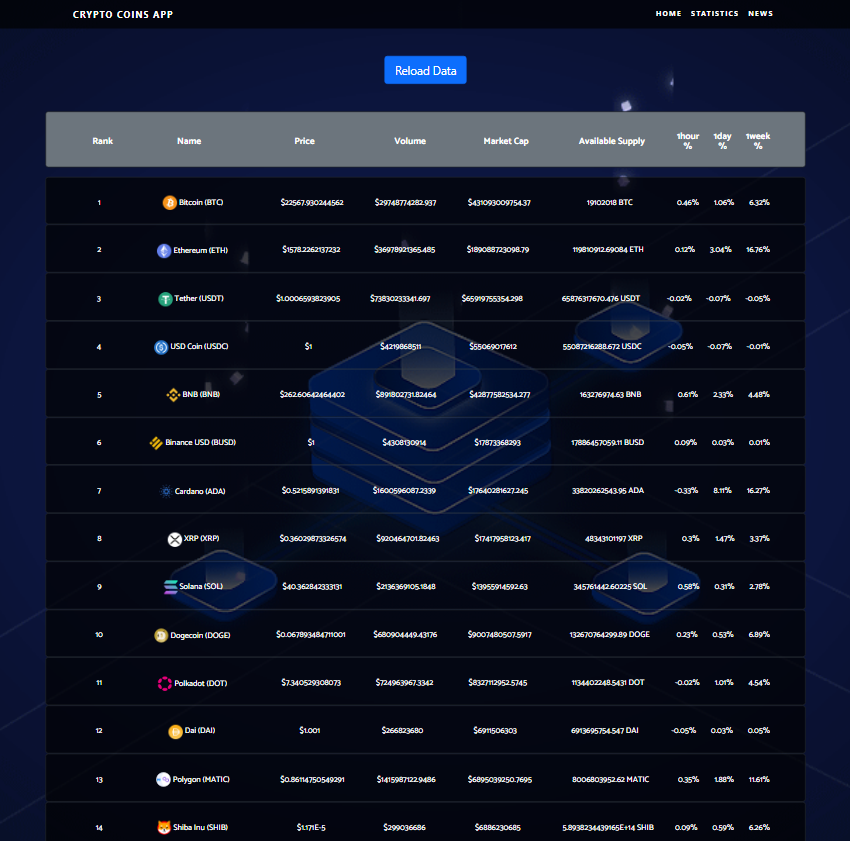 CRYPTO COINS APP HOME STATISTICS NEWS
Reload Data
Rank Name Price Volume Market Cap Available Supply 1hour % 1day % 1week %
1 Bitcoin (BTC) $22567.930244562 $29748774282.937 $431093009754.37 19102018 BTC 0.46% 1.06% 6.32%
2 Ethereum (ETH) $1578.2262137232 $36978921365.485 $189088723098.79 119810912.69084 ETH 0.12% 3.04% 16.76%
3 Tether (USDT) $1.0006593823905 $73830233341.697 $65919755354.298 65876317670.476 USDT -0.02% -0.07% -0.05%
4 USD Coin (USDC) $1 $4219868511 $55069017612 55087216288.672 USDC -0.05% -0.07% -0.01%
5 BNB (BNB) $262.60642464402 $891802731.82464 $42877582534.277 163276974.63 BNB 0.61% 2.33% 4.48%
6 Binance USD (BUSD) $1 $4308130914 $17873368293 17886457059.11 BUSD 0.09% 0.03% 0.01%
7 Cardano (ADA) $0.5215891391831 $1600596087.2339 $17640281627.245 33820262543.95 ADA -0.33% 8.11% 16.27%
8 XRP (XRP) $0.36029873326574 $920464701.82463 $17417958123.417 48343101197 XRP 0.3% 1.47% 3.37%
9 Solana (SOL) $40.362842333131 $2136369105.1848 $13955914592.63 345761442.60225 SOL 0.58% 0.31% 2.78%
10 Dogecoin (DOGE) $0.067893484711001 $680904449.43176 $9007480507.5917 132670764299.89 DOGE 0.23% 0.53% 6.89%
11 Polkadot (DOT) $7.340529308073 $724963967.3342 $8327112952.5745 1134402248.5431 DOT -0.02% 1.01% 4.54%
12 Dai (DAI) $1.001 $266823680 $6911506303 6913695754.547 DAI -0.05% 0.03% 0.05%
13 Polygon (MATIC) $0.86114750549291 $1415987122.9486 $6895039250.7695 8006803952.62 MATIC 0.35% 1.88% 11.61%
14 Shiba Inu (SHIB) $1.171E-5 $299036686 $6886230685 5.8938234439165E+14 SHIB 0.09% 0.59% 6.26%